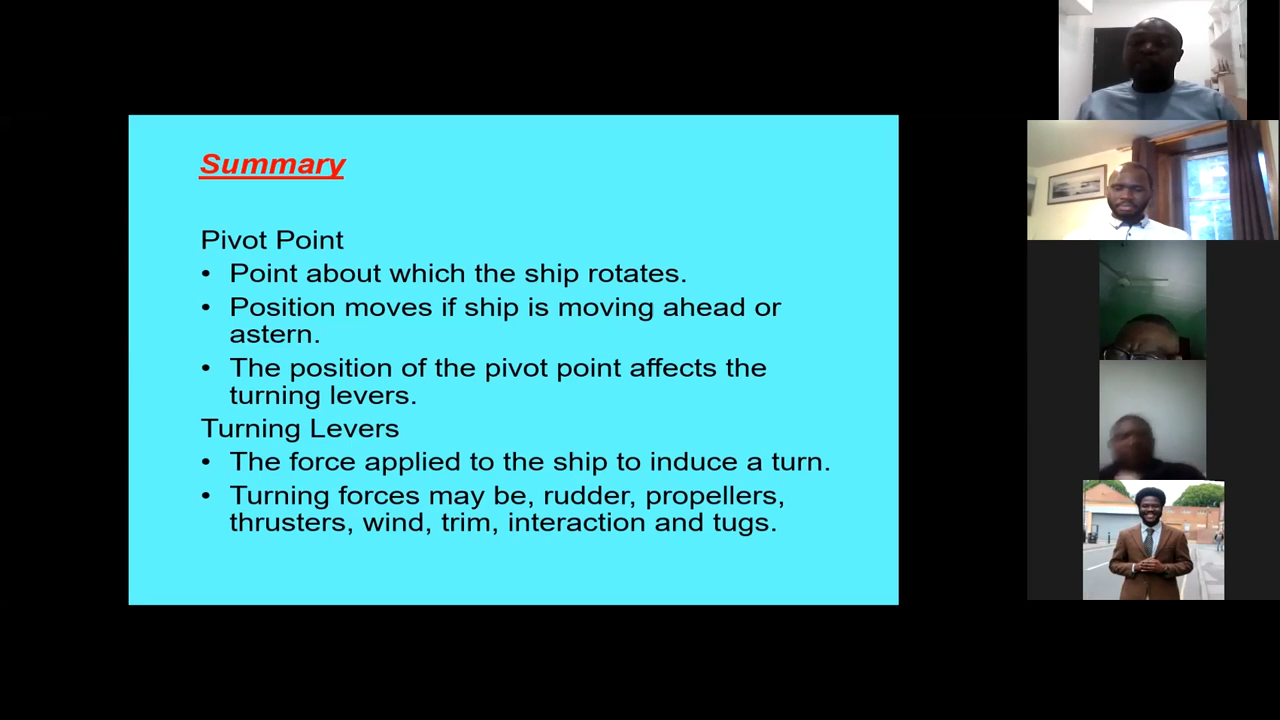 Summary
Pivot Point
• Point about which the ship rotates.
• Position moves if ship is moving ahead or
astern.
• The position of the pivot point affects the
turning levers.
Turning Levers
• The force applied to the ship to induce a turn.
• Turning forces may be, rudder, propellers,
thrusters, wind, trim, interaction and tugs.